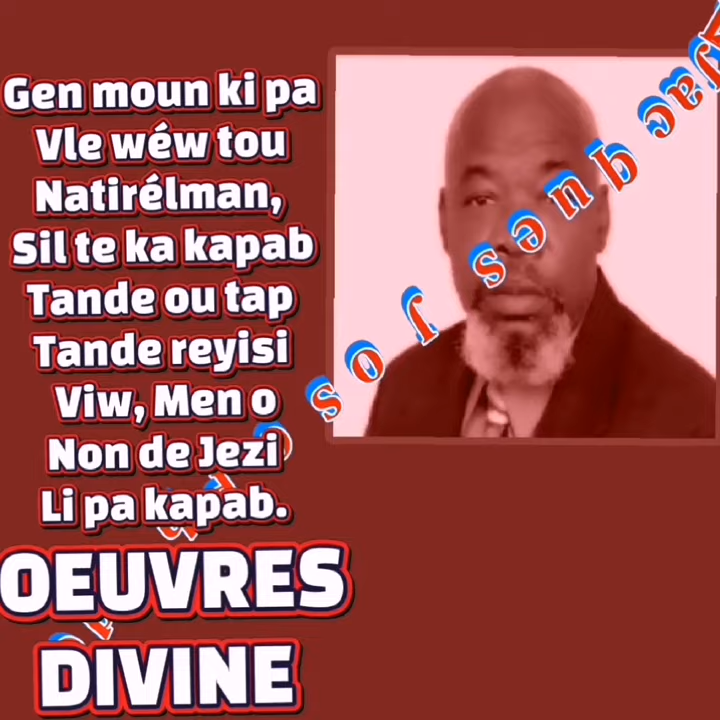 Gen moun ki pa
Vle wéw tou
Natirélman,
Sil te ka kapab
Tande ou tap
Tande reyisi
Viw, Men o
Non de Jezi
Li pa kapab.
OEUVRES
DIVINE